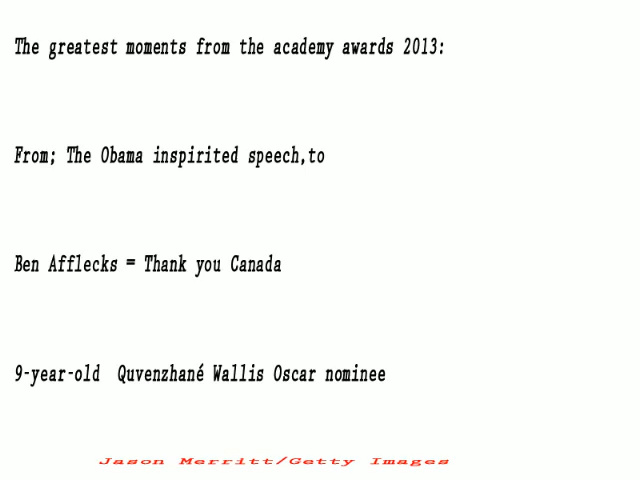 The greatest moments from the academy awards 2013:
From; The Obama inspirited speech,to
Ben Afflecks = Thank you Canada
9-year-old  Quvenzhané Wallis Oscar nominee
Jason Merritt/Getty Images